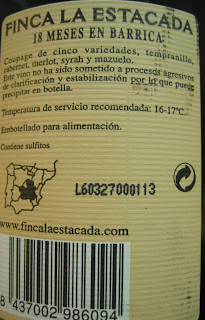 FINCA LA ESTACADA
18 MESES EN BARRICA
Coupage de cinco variedades, tempranillo,
cabernet, merlot, syrah y mazuelo.
Este vino no ha sido sometido a procesos agresivos
de clarificación y estabilización por lo que puede
precipitar en botella.
Temperatura de servicio recomendada: 16-17ºC.
Embotellado para alimentación.
Contiene sulfitos
L60327000113
www.fincalaestacada.com
8 437002 986094